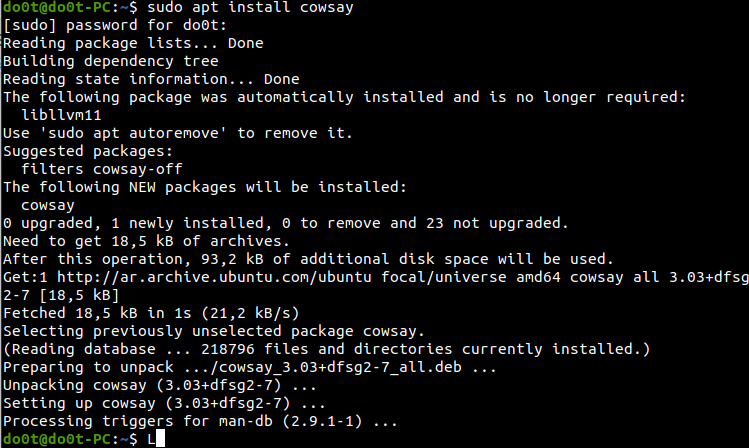 do0t@do0t-PC:~$ sudo apt install cowsay
[sudo] password for do0t:
Reading package lists... Done
Building dependency tree
Reading state information... Done
The following package was automatically installed and is no longer required:
  libllvm11
Use 'sudo apt autoremove' to remove it.
Suggested packages:
  filters cowsay-off
The following NEW packages will be installed:
  cowsay
0 upgraded, 1 newly installed, 0 to remove and 23 not upgraded.
Need to get 18,5 kB of archives.
After this operation, 93,2 kB of additional disk space will be used.
Get:1 http://ar.archive.ubuntu.com/ubuntu focal/universe amd64 cowsay all 3.03+dfsg
2-7 [18,5 kB]
Fetched 18,5 kB in 1s (21,2 kB/s)
Selecting previously unselected package cowsay.
(Reading database ... 218796 files and directories currently installed.)
Preparing to unpack .../cowsay_3.03+dfsg2-7_all.deb ...
Unpacking cowsay (3.03+dfsg2-7) ...
Setting up cowsay (3.03+dfsg2-7) ...
Processing triggers for man-db (2.9.1-1) ...
do0t@do0t-PC:~$ L